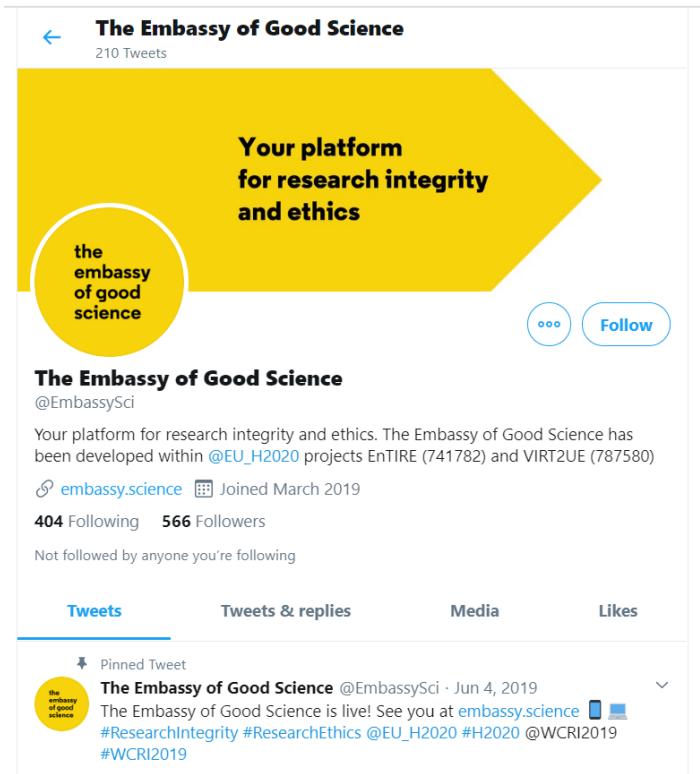 The Embassy of Good Science
210 Tweets
Your platform
for research integrity
and ethics
the
embassy
of good
science
Follow
The Embassy of Good Science
@EmbassySci
Your platform for research integrity and ethics. The Embassy of Good Science has
been developed within @EU_H2020 projects EnTIRE (741782) and VIRT2UE (787580)
embassy.science Joined March 2019
404 Following 566 Followers
Not followed by anyone you're following
Tweets Tweets & replies Media Likes
Pinned Tweet
the
embassy
of good
science
The Embassy of Good Science @EmbassySci · Jun 4, 2019
The Embassy of Good Science is live! See you at embassy.science 📱 💻
#ResearchIntegrity #ResearchEthics @EU_H2020 #H2020 @WCRI2019
#WCRI2019